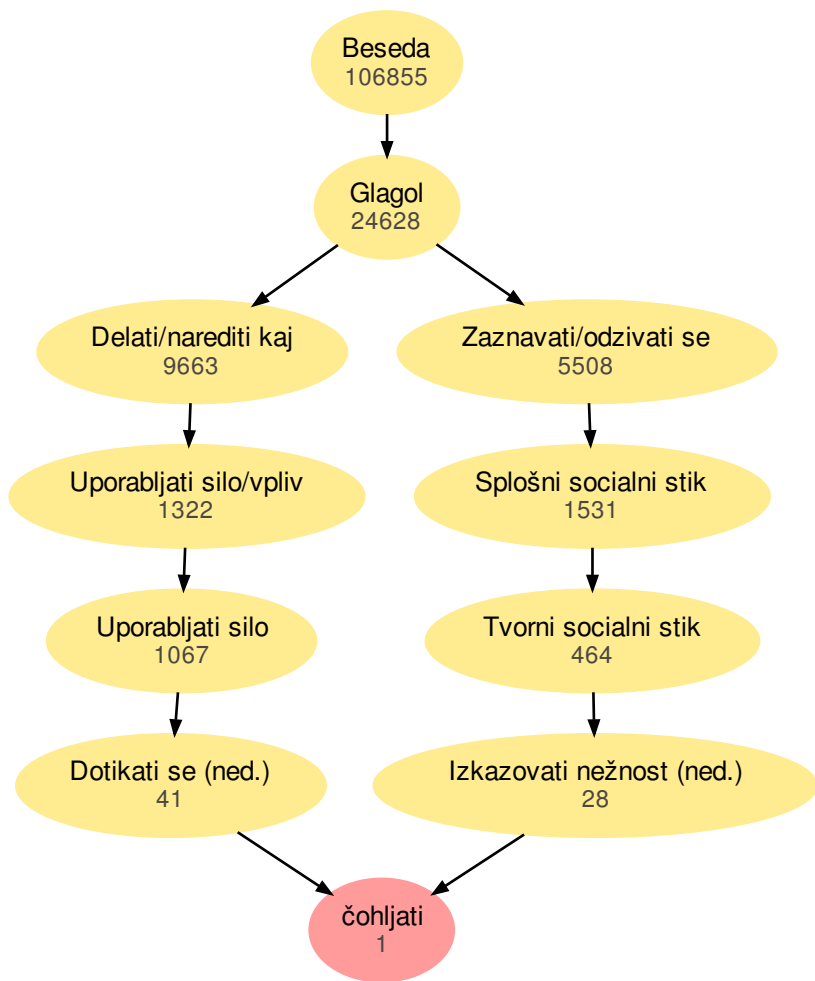 Beseda
106855
Glagol
24628
Delati/narediti kaj
9663
Zaznavati/odzivati se
5508
Uporabljati silo/vpliv
1322
Splošni socialni stik
1531
Uporabljati silo
1067
Tvorni socialni stik
464
Dotikati se (ned.)
41
Izkazovati nežnost (ned.)
28
čohljati
1